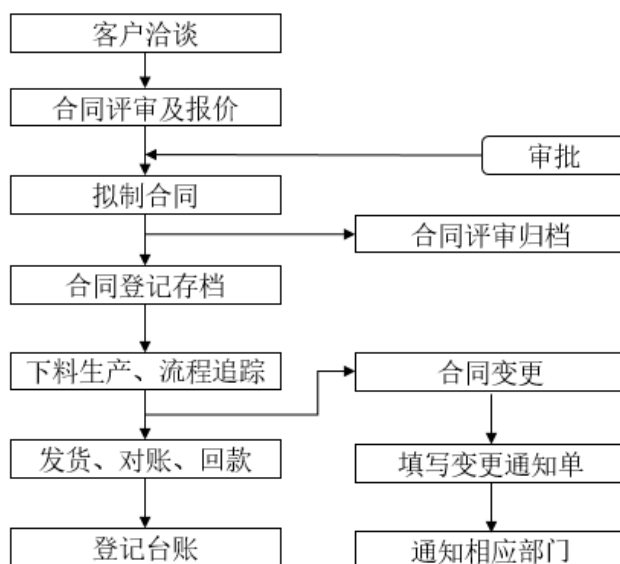 客户洽谈
合同评审及报价
审批
拟制合同
合同评审归档
合同登记存档
下料生产、流程追踪
合同变更
发货、对账、回款
填写变更通知单
登记台账
通知相应部门